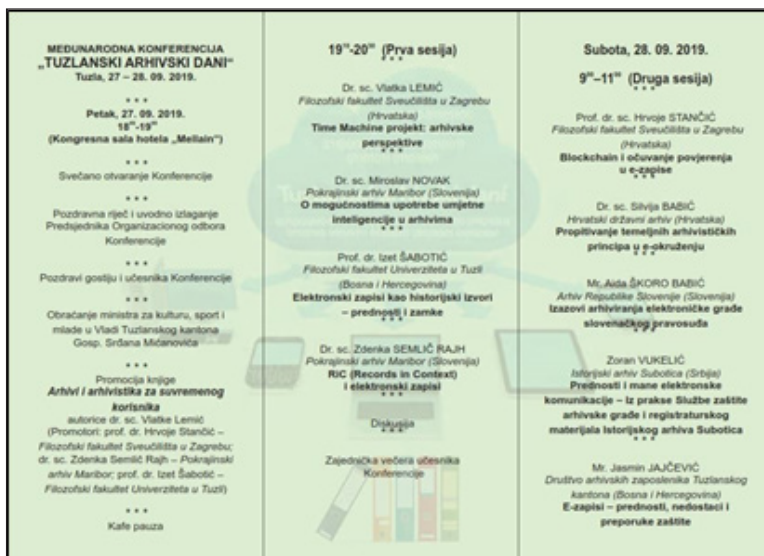 MEĐUNARODNA KONFERENCIJA
„TUZLANSKI ARHIVSKI DANI“
Tuzla, 27 – 28. 09. 2019.
* * *
Petak, 27. 09. 2019.
18⁰⁰-19⁰⁰
(Kongresna sala hotela „Mellain“)
* * *
Svečano otvaranje Konferencije
* * *
Pozdravna riječ i uvodno izlaganje
Predsjednika Organizacionog odbora
Konferencije
* * *
Pozdravi gostiju i učesnika Konferencije
* * *
Obraćanje ministra za kulturu, sport i
mlade u Vladi Tuzlanskog kantona
Gosp. Srđana Mićanovića
* * *
Promocija knjige
Arhivi i arhivistika za suvremenog
korisnika
autorice dr. sc. Vlatke Lemić
(Promotori: prof. dr. Hrvoje Stančić –
Filozofski fakultet Sveučilišta u Zagrebu;
dr. sc. Zdenka Semlič Rajh – Pokrajinski
arhiv Maribor; prof. dr. Izet Šabotić –
Filozofski fakultet Univerziteta u Tuzli)
* * *
Kafe pauza
19¹⁰-20³⁰ (Prva sesija)
* * *
Dr. sc. Vlatka LEMIĆ
Filozofski fakultet Sveučilišta u Zagrebu
(Hrvatska)
Time Machine projekt: arhivske
perspektive
* * *
Dr. sc. Miroslav NOVAK
Pokrajinski arhiv Maribor (Slovenija)
O mogućnostima upotrebe umjetne
inteligencije u arhivima
* * *
Prof. dr. Izet ŠABOTIĆ
Filozofski fakultet Univerziteta u Tuzli
(Bosna i Hercegovina)
Elektronski zapisi kao historijski izvori
– prednosti i zamke
* * *
Dr. sc. Zdenka SEMLIČ RAJH
Pokrajinski arhiv Maribor (Slovenija)
RiC (Records in Context)
i elektronski zapisi
* * *
Diskusija
* * *
Zajednička večera učesnika
Konferencije
Subota, 28. 09. 2019.
9⁰⁰–11⁰⁰ (Druga sesija)
* * *
Prof. dr. sc. Hrvoje STANČIĆ
Filozofski fakultet Sveučilišta u Zagrebu
(Hrvatska)
Blockchain i očuvanje povjerenja
u e-zapise
* * *
Dr. sc. Silvija BABIĆ
Hrvatski državni arhiv (Hrvatska)
Propitivanje temeljnih arhivističkih
principa u e-okruženju
* * *
Mr. Aida ŠKORO BABIĆ
Arhiv Republike Slovenije (Slovenija)
Izazovi arhiviranja elektroničke građe
slovenačkog pravosuđa
* * *
Zoran VUKELIĆ
Istorijski arhiv Subotica (Srbija)
Prednosti i mane elektronske
komunikacije – Iz prakse Službe zaštite
arhivske građe i registraturskog
materijala Istorijskog arhiva Subotica
* * *
Mr. Jasmin JAJČEVIĆ
Društvo arhivskih zaposlenika Tuzlanskog
kantona (Bosna i Hercegovina)
E-zapisi – prednosti, nedostaci i
preporuke zaštite